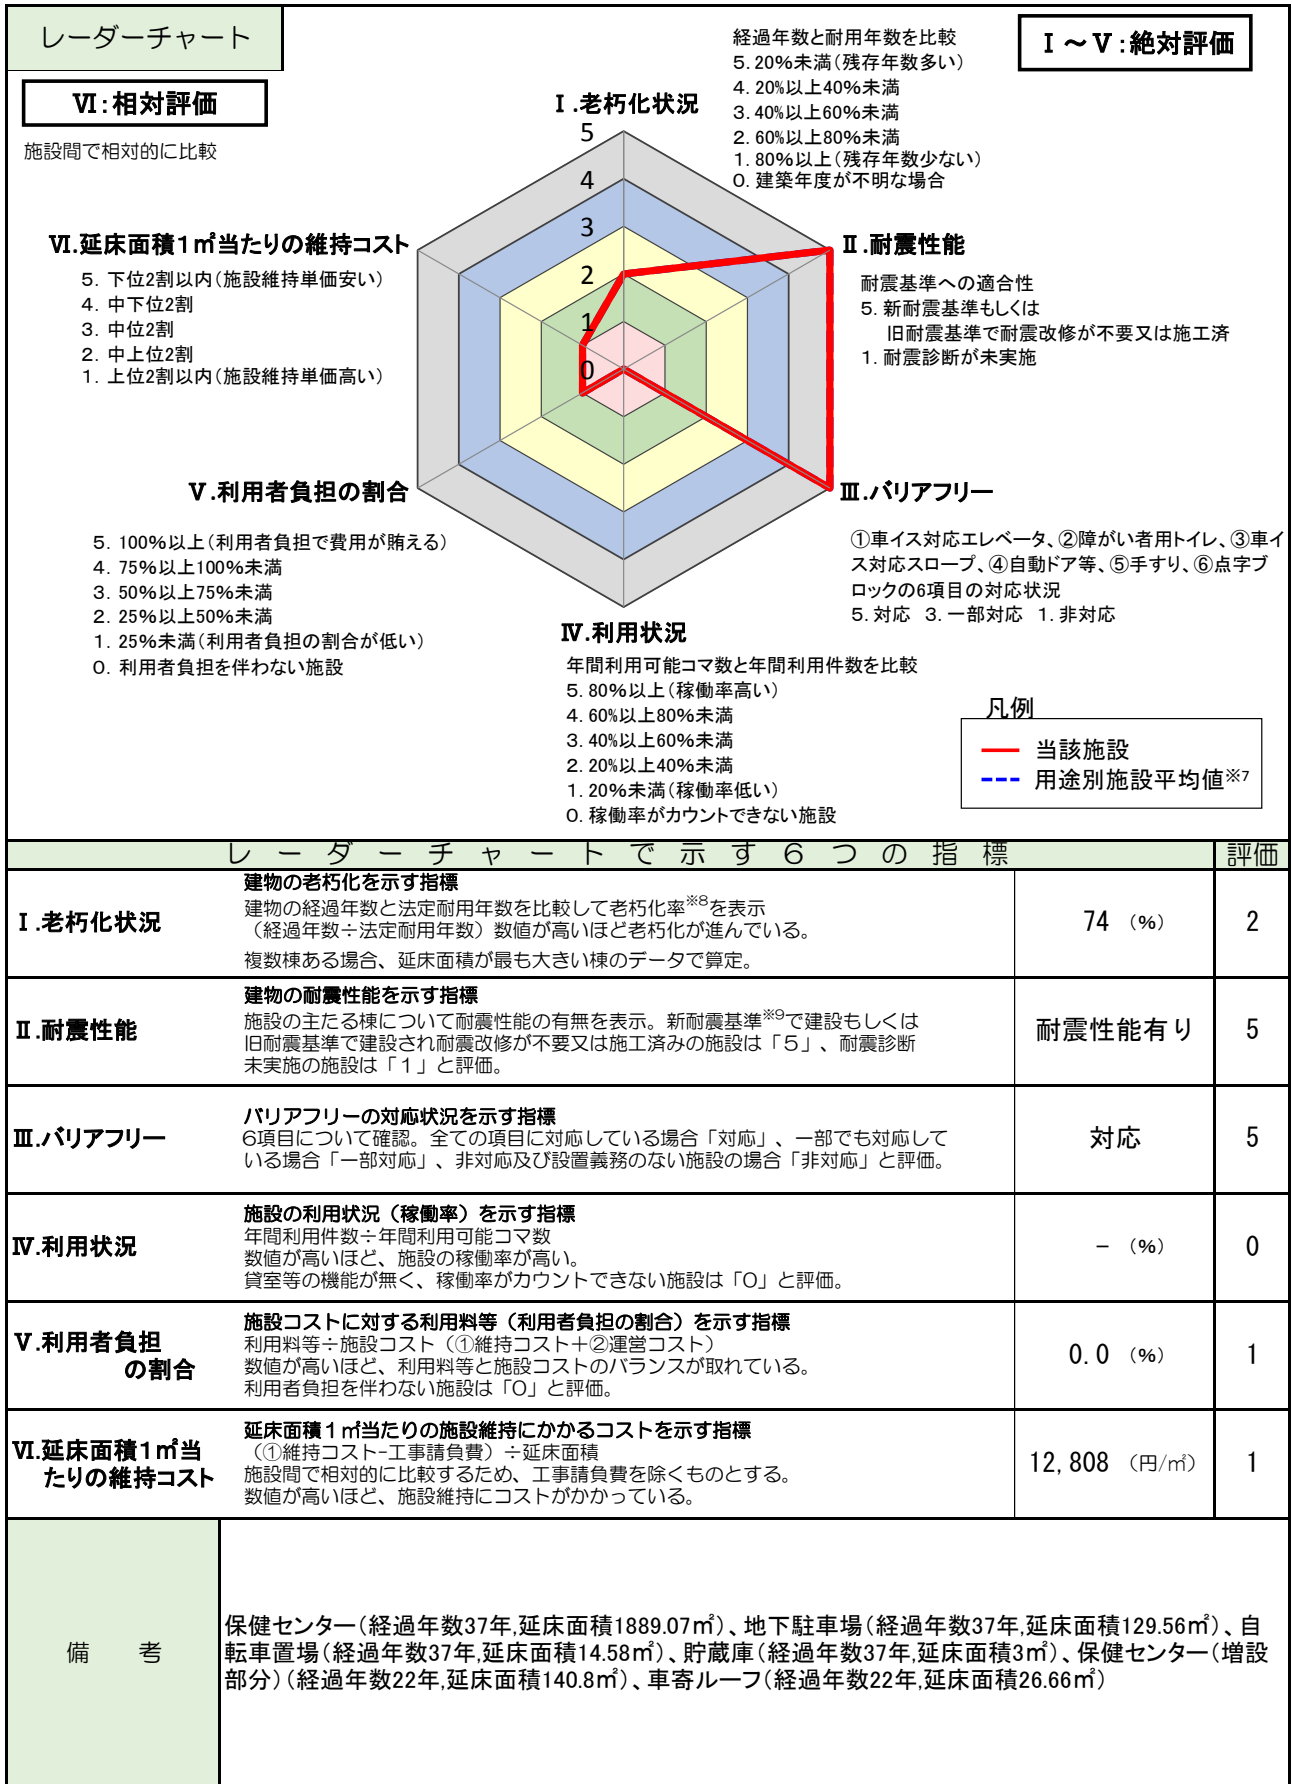 レーダーチャート
Ⅰ～Ⅴ:絶対評価
Ⅵ:相対評価
施設間で相対的に比較
Ⅰ.老朽化状況
経過年数と耐用年数を比較
5.20%未満(残存年数多い)
4.20%以上40%未満
3.40%以上60%未満
2.60%以上80%未満
1.80%以上(残存年数少ない)
0.建築年度が不明な場合
5
4
3
2
1
0
Ⅱ.耐震性能
耐震基準への適合性
5.新耐震基準もしくは
旧耐震基準で耐震改修が不要又は施工済
1.耐震診断が未実施
Ⅵ.延床面積1㎡当たりの維持コスト
5. 下位2割以内(施設維持単価安い)
4. 中下位2割
3. 中位2割
2. 中上位2割
1. 上位2割以内(施設維持単価高い)
Ⅴ.利用者負担の割合
5. 100%以上(利用者負担で費用が賄える)
4. 75%以上100%未満
3. 50%以上75%未満
2. 25%以上50%未満
1. 25%未満(利用者負担の割合が低い)
0. 利用者負担を伴わない施設
Ⅲ.バリアフリー
①車イス対応エレベータ、②障がい者用トイレ、③車イ
ス対応スロープ、④自動ドア等、⑤手すり、⑥点字ブ
ロックの6項目の対応状況
5.対応 3.一部対応 1.非対応
Ⅳ.利用状況
年間利用可能コマ数と年間利用件数を比較
5.80%以上(稼働率高い)
4.60%以上80%未満
3.40%以上60%未満
2.20%以上40%未満
1.20%未満(稼働率低い)
0.稼働率がカウントできない施設
凡例
当該施設
用途別施設平均値※7
レーダーチャートで示す6つの指標 評価
Ⅰ.老朽化状況
建物の老朽化を示す指標
建物の経過年数と法定耐用年数を比較して老朽化率※8を表示
(経過年数÷法定耐用年数)数値が高いほど老朽化が進んでいる。
複数棟ある場合、延床面積が最も大きい棟のデータで算定。
74 (%) 2
Ⅱ.耐震性能
建物の耐震性能を示す指標
施設の主たる棟について耐震性能の有無を表示。新耐震基準※9で建設もしくは
旧耐震基準で建設され耐震改修が不要又は施工済みの施設は「5」、耐震診断
未実施の施設は「1」と評価。
耐震性能有り 5
Ⅲ.バリアフリー
バリアフリーの対応状況を示す指標
6項目について確認。全ての項目に対応している場合「対応」、一部でも対応して
いる場合「一部対応」、非対応及び設置義務のない施設の場合「非対応」と評価。
対応 5
Ⅳ.利用状況
施設の利用状況(稼働率)を示す指標
年間利用件数÷年間利用可能コマ数
数値が高いほど、施設の稼働率が高い。
貸室等の機能が無く、稼働率がカウントできない施設は「0」と評価。
- (%) 0
Ⅴ.利用者負担
の割合
施設コストに対する利用料等(利用者負担の割合)を示す指標
利用料等÷施設コスト(①維持コスト+②運営コスト)
数値が高いほど、利用料等と施設コストのバランスが取れている。
利用者負担を伴わない施設は「0」と評価。
0.0 (%) 1
Ⅵ.延床面積1㎡当
たりの維持コスト
延床面積1㎡当たりの施設維持にかかるコストを示す指標
(①維持コスト-工事請負費)÷延床面積
施設間で相対的に比較するため、工事請負費を除くものとする。
数値が高いほど、施設維持にコストがかかっている。
12,808 (円/㎡) 1
備 考
保健センター(経過年数37年,延床面積1889.07㎡)、地下駐車場(経過年数37年,延床面積129.56㎡)、自
転車置場(経過年数37年,延床面積14.58㎡)、貯蔵庫(経過年数37年,延床面積3㎡)、保健センター(増設
部分)(経過年数22年,延床面積140.8㎡)、車寄ルーフ(経過年数22年,延床面積26.66㎡)